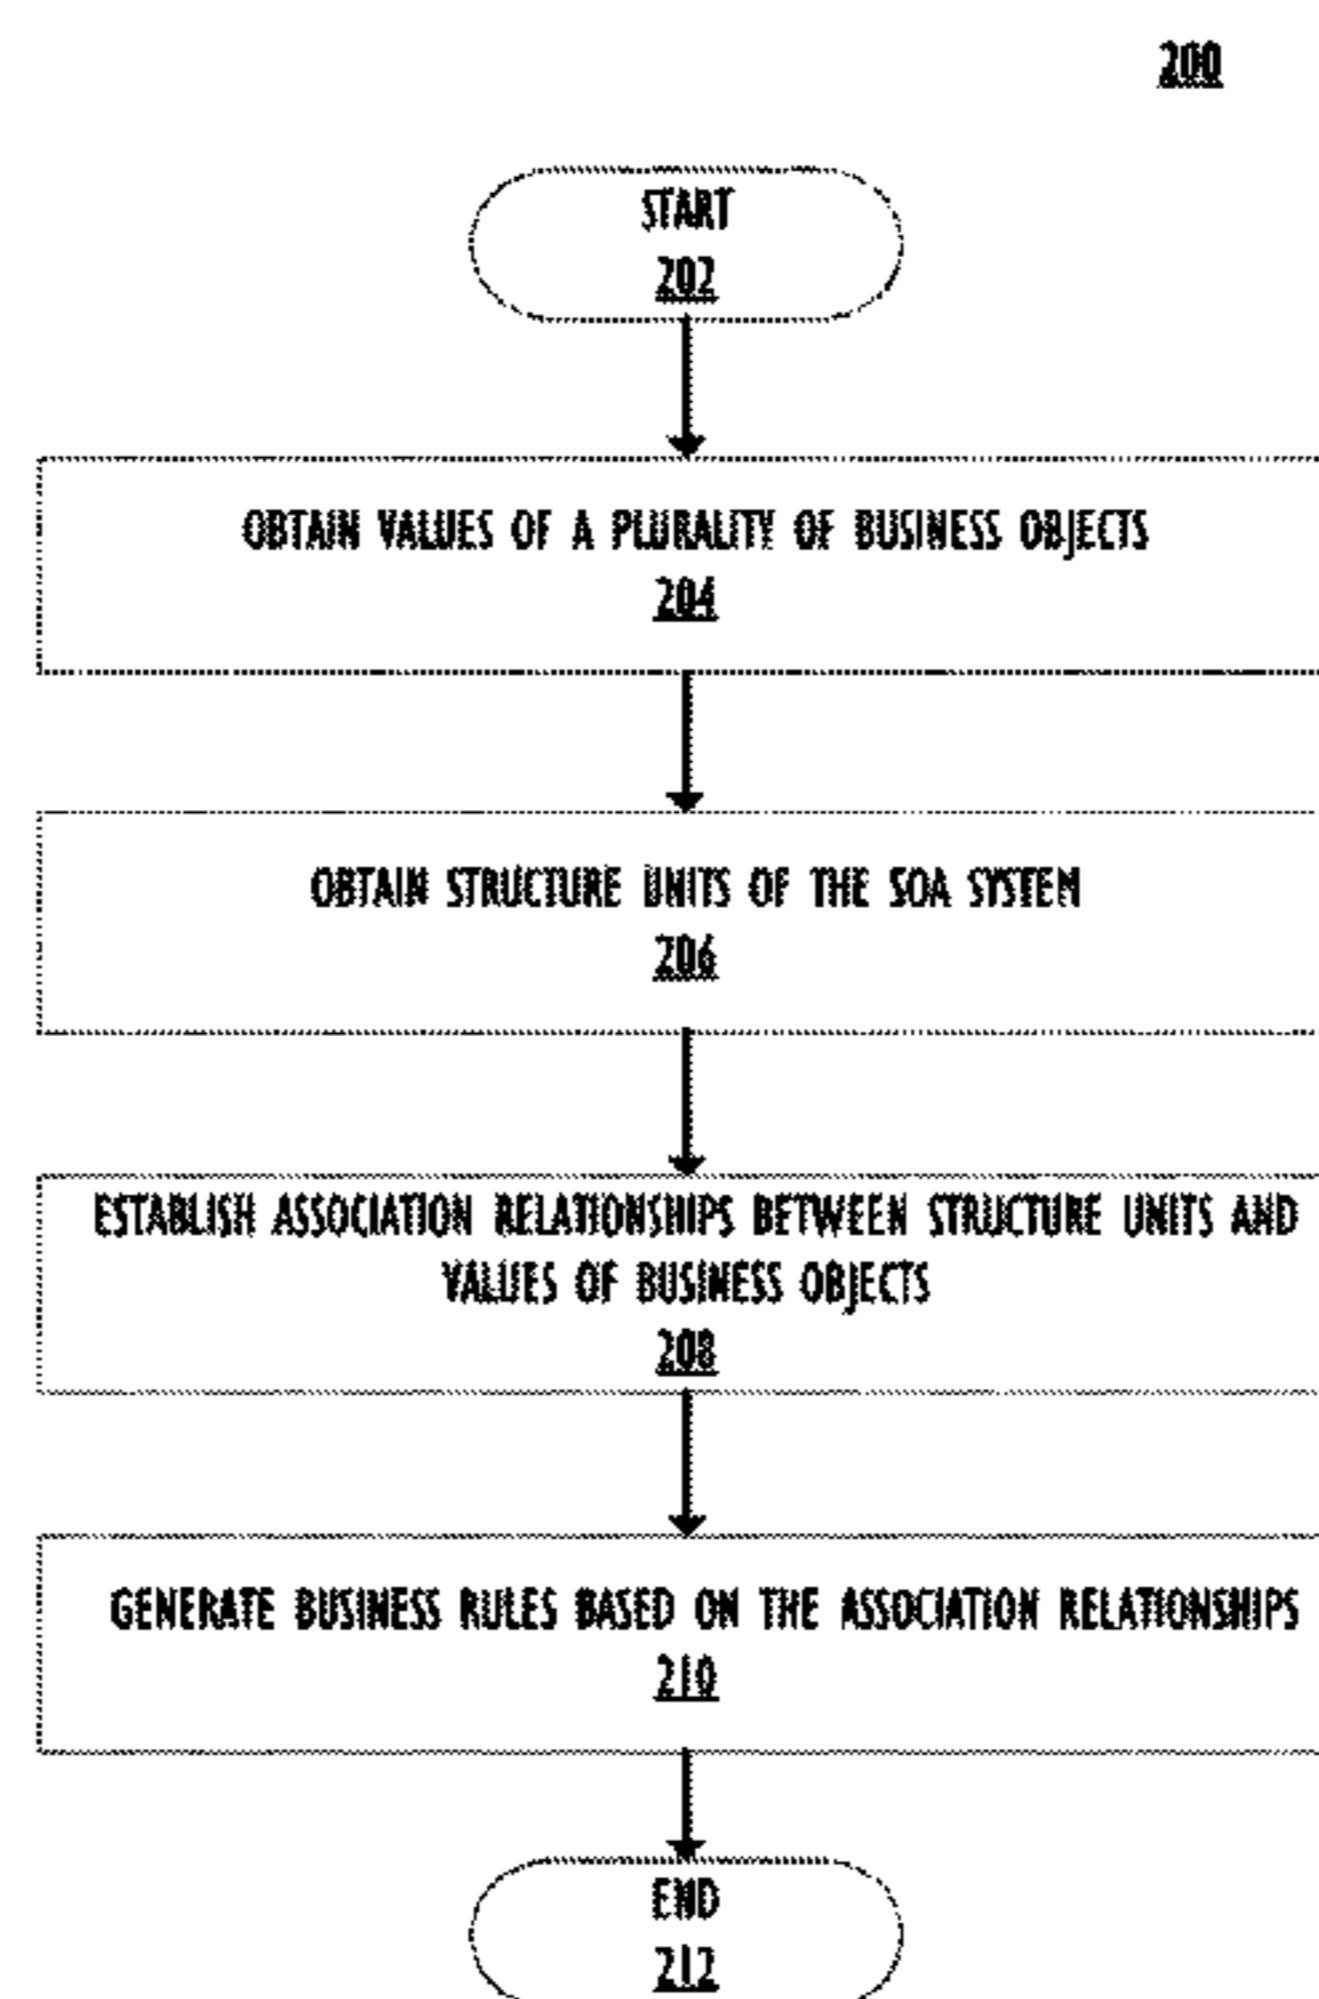 200
START
202
OBTAIN VALUES OF A PLURALITY OF BUSINESS OBJECTS
204
OBTAIN STRUCTURE UNITS OF THE SOA SYSTEM
206
ESTABLISH ASSOCIATION RELATIONSHIPS BETWEEN STRUCTURE UNITS AND
VALUES OF BUSINESS OBJECTS
208
GENERATE BUSINESS RULES BASED ON THE ASSOCIATION RELATIONSHIPS
210
END
212